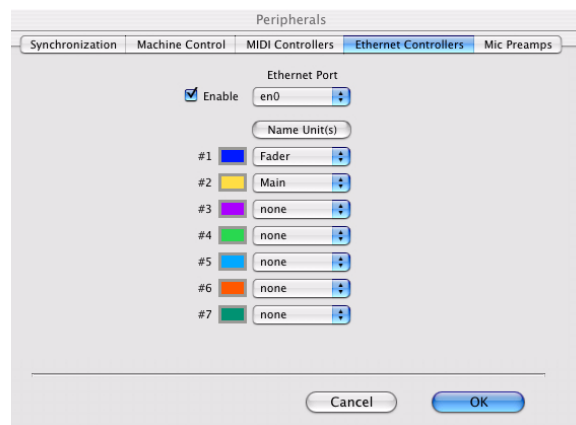 Peripherals
Synchronization Machine Control MIDI Controllers Ethernet Controllers Mic Preamps
Ethernet Port
Enable en0
Name Unit(s)
#1 Fader
#2 Main
#3 none
#4 none
#5 none
#6 none
#7 none
Cancel OK